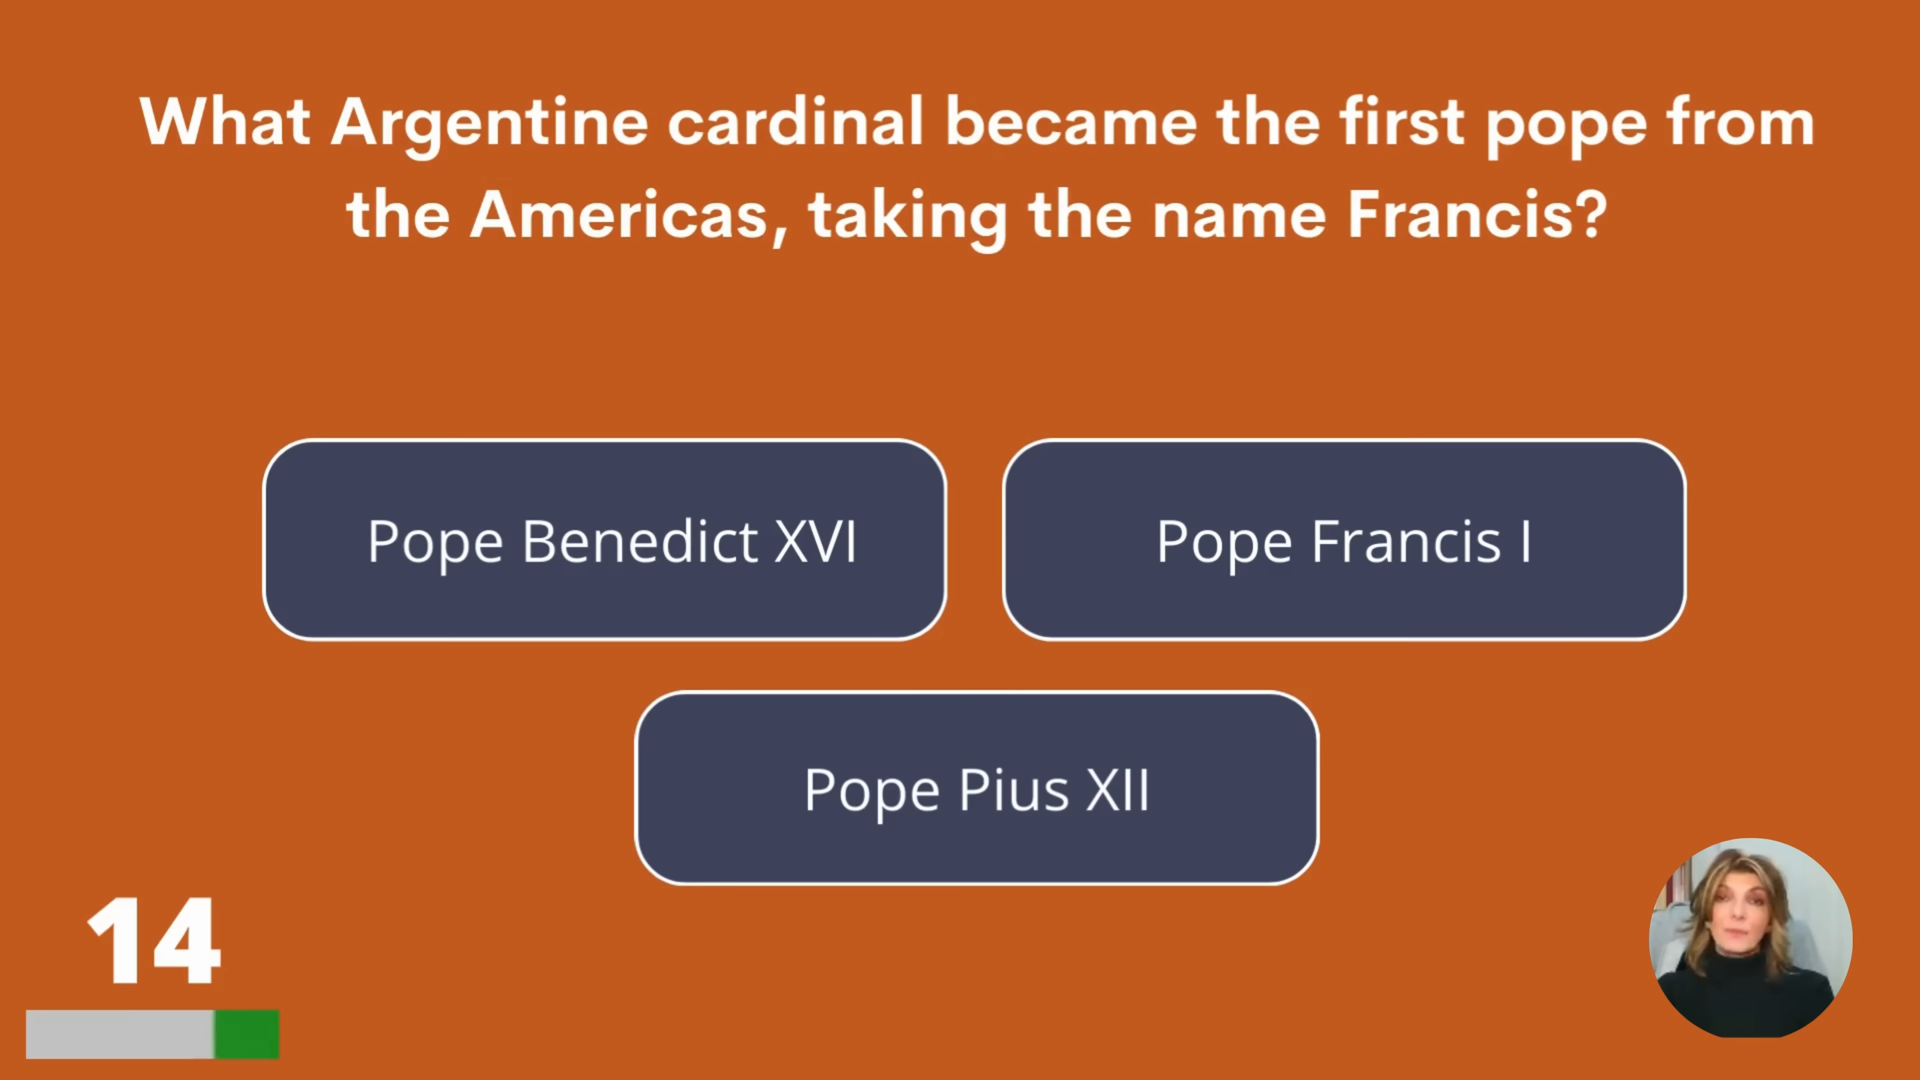 What Argentine cardinal became the first pope from
the Americas, taking the name Francis?
Pope Benedict XVI
Pope Francis I
Pope Pius XII
14